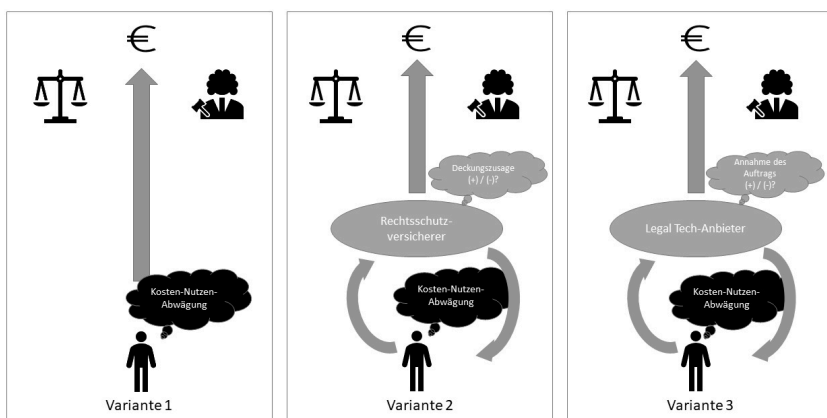 €
Kosten-Nutzen-
Abwägung
Variante 1
€
Deckungszusage
(+) / (-)?
Rechtsschutz-
versicherer
Kosten-Nutzen-
Abwägung
Variante 2
€
Annahme des
Auftrags
(+) / (-)?
Legal Tech-Anbieter
Kosten-Nutzen-
Abwägung
Variante 3